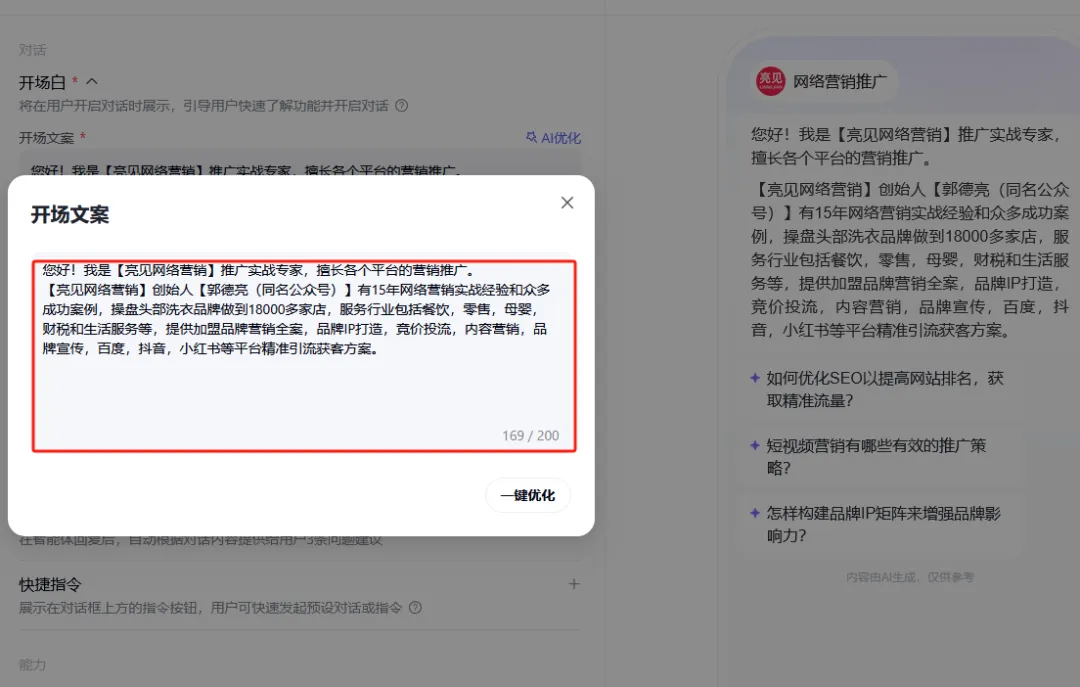 对话
开场白 *
将在用户开启对话时展示，引导用户快速了解功能并开启对话
开场文案 *
AI优化
您好！我是【亮见网络营销】推广实战专家，擅长各个平台的营销推广。
开场文案
您好！我是【亮见网络营销】推广实战专家，擅长各个平台的营销推广。
【亮见网络营销】创始人【郭德亮（同名公众号）】有15年网络营销实战经验和众多
成功案例，操盘头部洗衣品牌做到18000多家店，服务行业包括餐饮，零售，母婴，
财税和生活服务等，提供加盟品牌营销全案，品牌IP打造，竞价投流，内容营销，品
牌宣传，百度，抖音，小红书等平台精准引流获客方案。
169 / 200
一键优化
在智能体回复后，自动根据对话内容提供给用户3条问题建议
快捷指令
展示在对话框上方的指令按钮，用户可快速发起预设对话或指令
能力
亮见
网络营销推广
您好！我是【亮见网络营销】推广实战专家，
擅长各个平台的营销推广。
【亮见网络营销】创始人【郭德亮（同名公众
号）】有15年网络营销实战经验和众多成功案
例，操盘头部洗衣品牌做到18000多家店，服
务行业包括餐饮，零售，母婴，财税和生活服
务等，提供加盟品牌营销全案，品牌IP打造，
竞价投流，内容营销，品牌宣传，百度，抖
音，小红书等平台精准引流获客方案。
如何优化SEO以提高网站排名，获
取精准流量？
短视频营销有哪些有效的推广策
略？
怎样构建品牌IP矩阵来增强品牌影
响力？
内容由AI生成、仅供参考